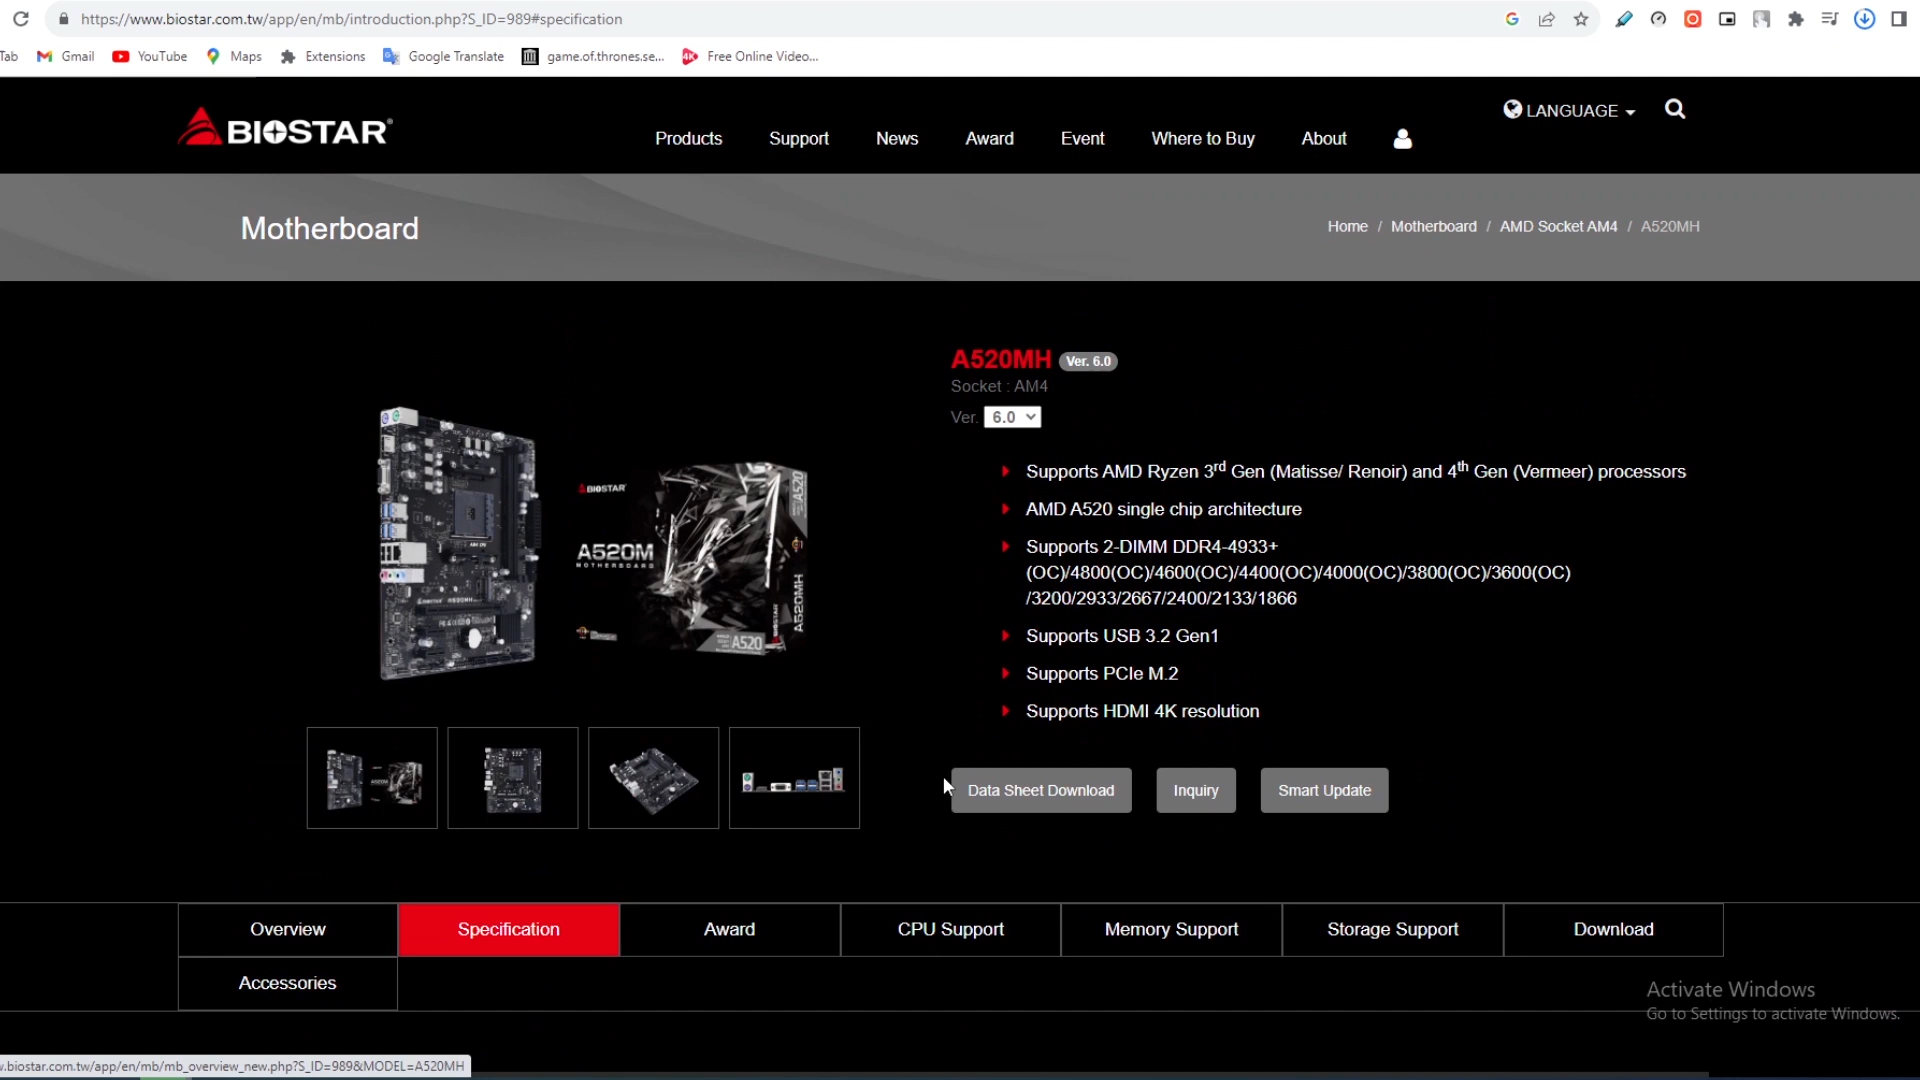 https://www.biostar.com.tw/app/en/mb/introduction.php?S_ID=989#specification
Tab Gmail YouTube Maps Extensions Google Translate game.of.thrones.se... Free Online Video...
BIOSTAR
Products Support News Award Event Where to Buy About
LANGUAGE
Motherboard
Home / Motherboard / AMD Socket AM4 / A520MH
A520MH Ver. 6.0
Socket : AM4
Ver. 6.0
Supports AMD Ryzen 3rd Gen (Matisse/ Renoir) and 4th Gen (Vermeer) processors
AMD A520 single chip architecture
Supports 2-DIMM DDR4-4933+
(OC)/4800(OC)/4600(OC)/4400(OC)/4000(OC)/3800(OC)/3600(OC)
/3200/2933/2667/2400/2133/1866
Supports USB 3.2 Gen1
Supports PCIe M.2
Supports HDMI 4K resolution
BIOSTAR
A520M
MOTHERBOARD
A520
A520MH
BIOSTAR
A520
Data Sheet Download Inquiry Smart Update
Overview Specification Award CPU Support Memory Support Storage Support Download
Accessories
Activate Windows
Go to Settings to activate Windows.
.biostar.com.tw/app/en/mb/mb_overview_new.php?S_ID=989&MODEL=A520MH